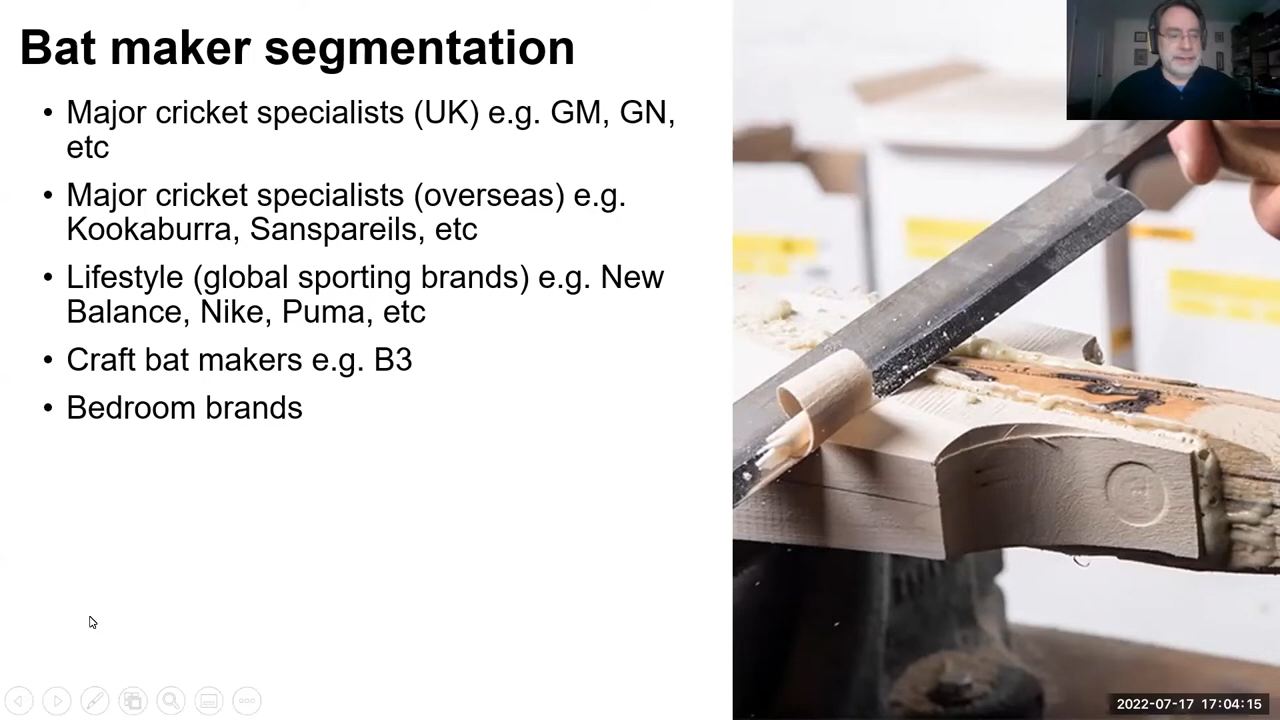 Bat maker segmentation
• Major cricket specialists (UK) e.g. GM, GN,
etc
• Major cricket specialists (overseas) e.g.
Kookaburra, Sanspareils, etc
• Lifestyle (global sporting brands) e.g. New
Balance, Nike, Puma, etc
• Craft bat makers e.g. B3
• Bedroom brands
2022-07-17 17:04:15